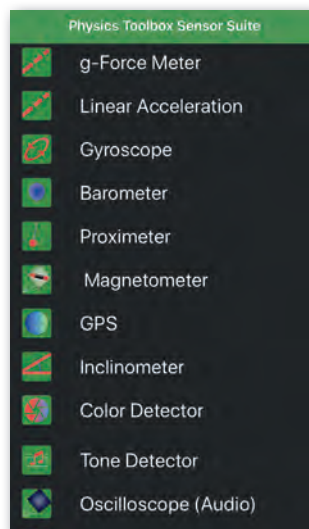 Physics Toolbox Sensor Suite
g-Force Meter
Linear Acceleration
Gyroscope
Barometer
Proximeter
Magnetometer
GPS
Inclinometer
Color Detector
Tone Detector
Oscilloscope (Audio)